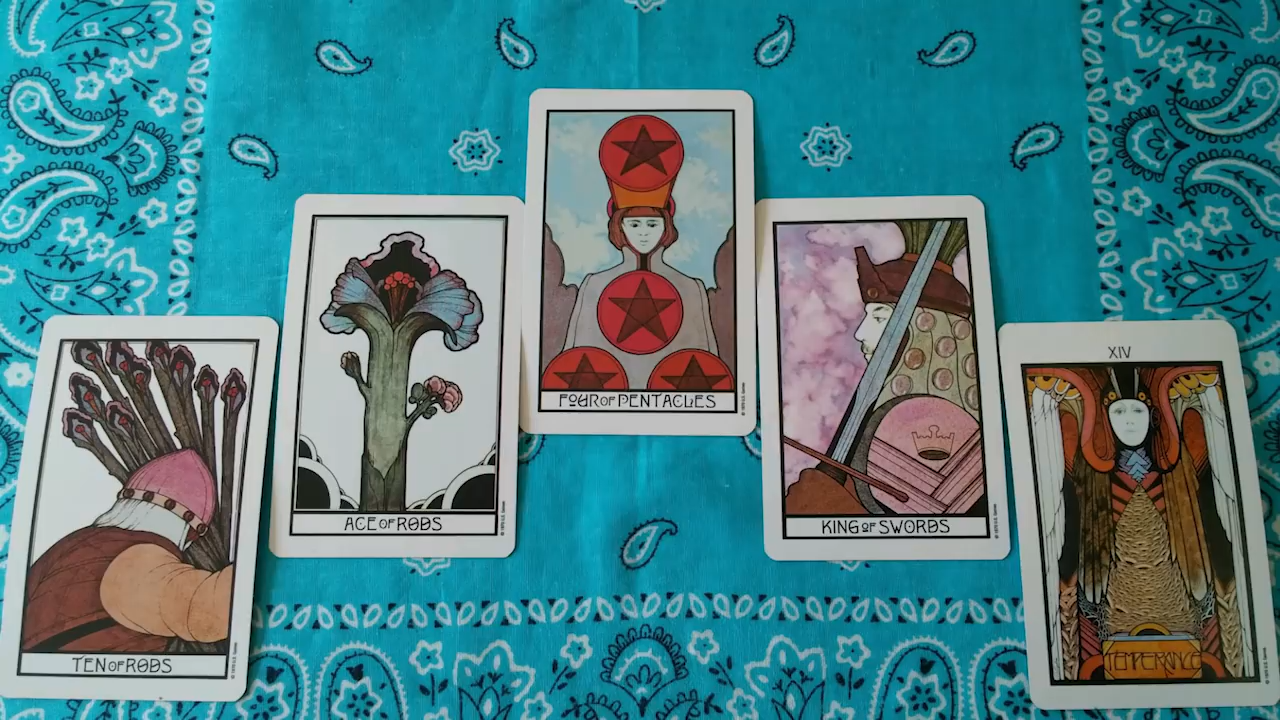 FOUR OF PENTACLES
ACE OF RODS
KING OF SWORDS
XIV
TEMPERANCE
TEN OF RODS